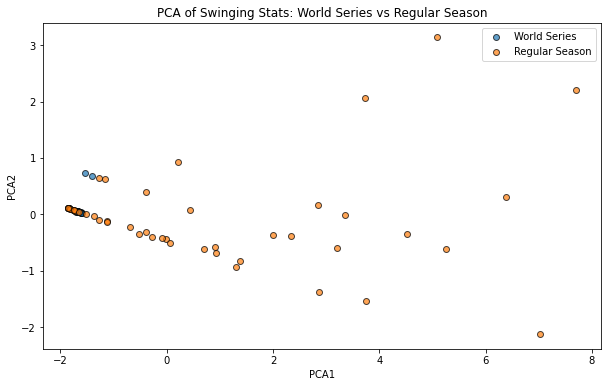 PCA of Swinging Stats: World Series vs Regular Season
World Series
Regular Season
PCA2
3
2
1
0
−1
−2
−2
0
2
4
6
8
PCA1